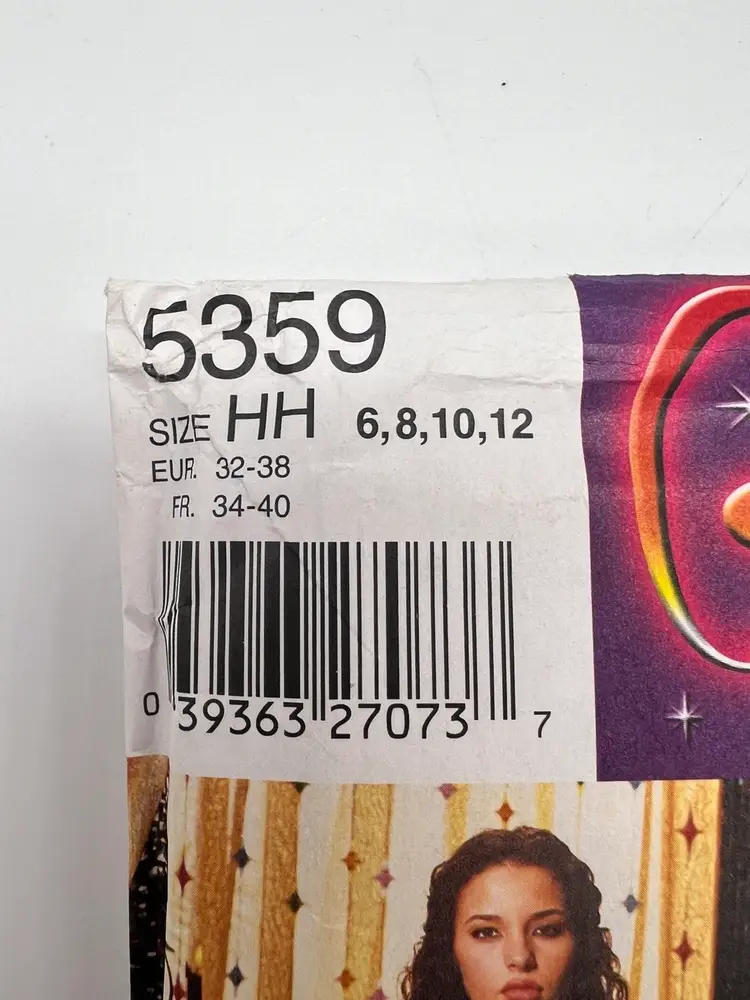 5359
SIZE HH 6,8,10,12
EUR. 32-38
FR. 34-40
0 39363 27073 7